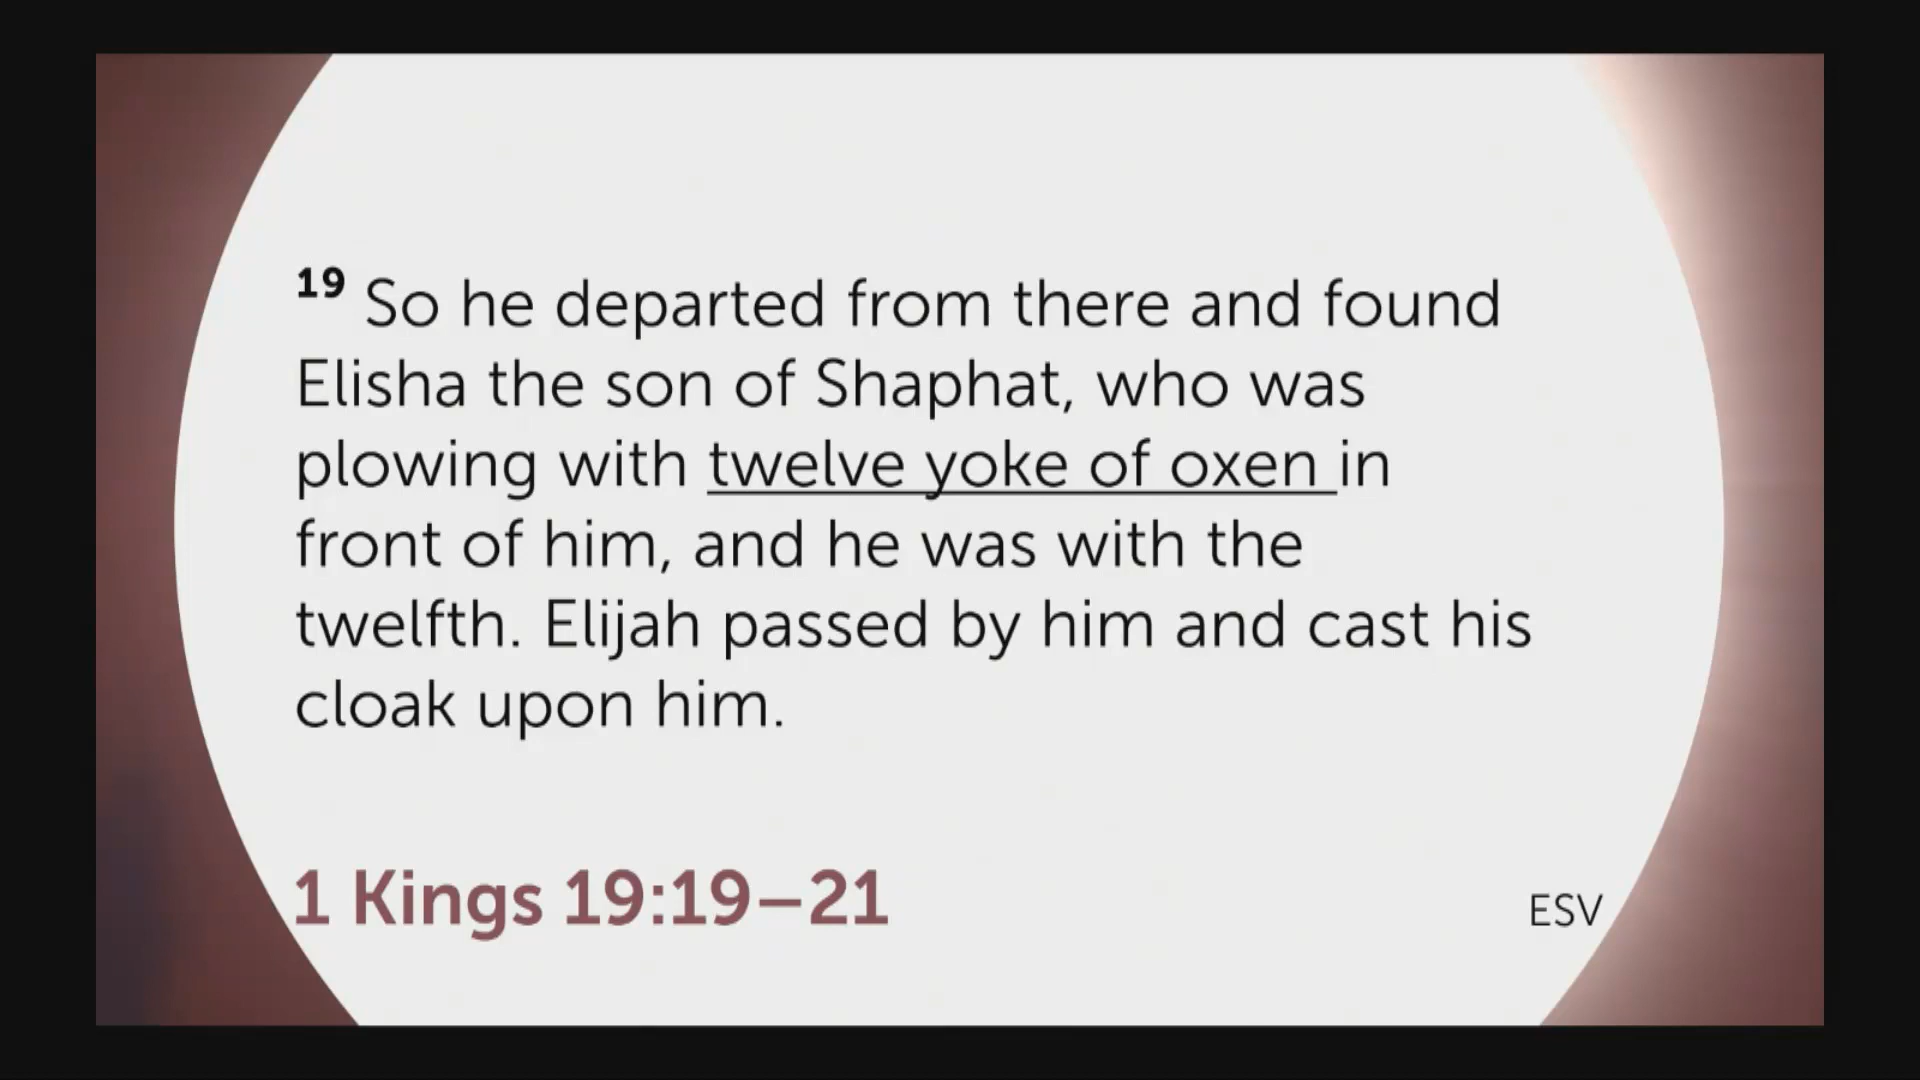 19 So he departed from there and found
Elisha the son of Shaphat, who was
plowing with twelve yoke of oxen in
front of him, and he was with the
twelfth. Elijah passed by him and cast his
cloak upon him.
1 Kings 19:19–21
ESV